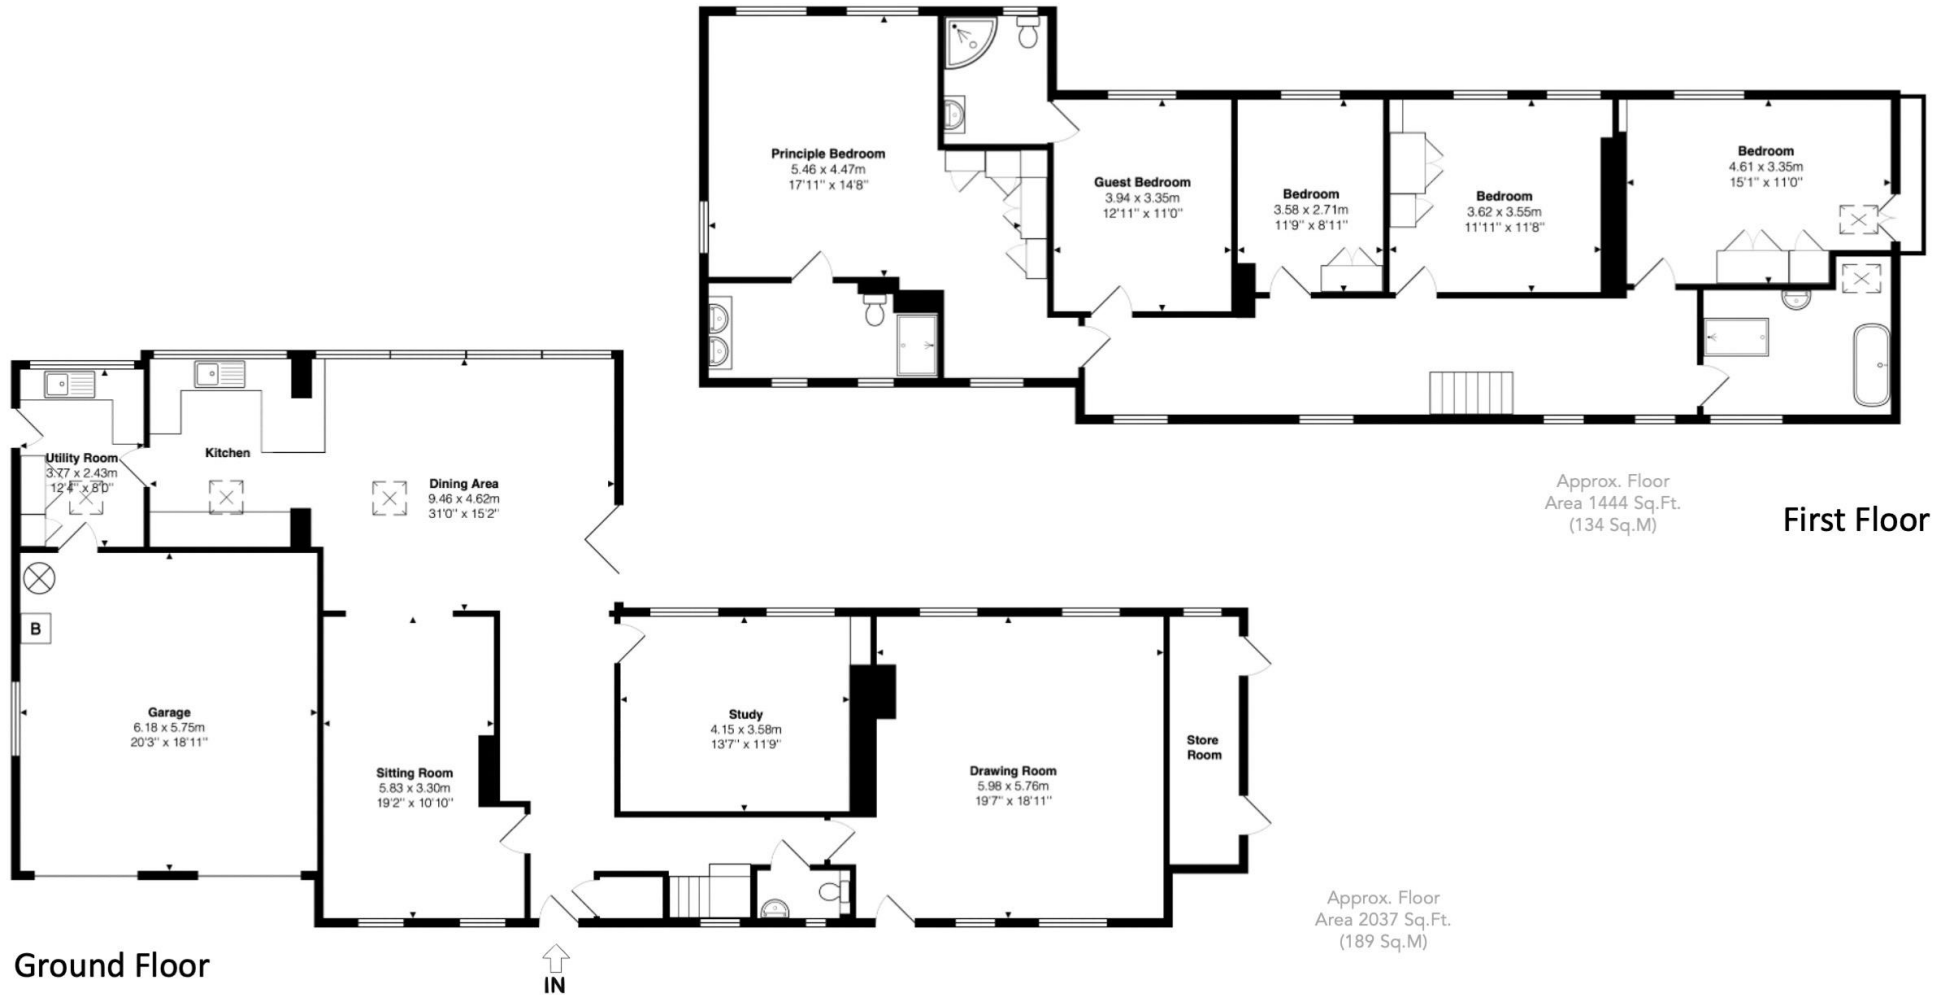 Principle Bedroom
5.46 x 4.47m
17'11" x 14'8"
Guest Bedroom
3.94 x 3.35m
12'11" x 11'0"
Bedroom
3.58 x 2.71m
11'9" x 8'11"
Bedroom
3.62 x 3.55m
11'11" x 11'8"
Bedroom
4.61 x 3.35m
15'1" x 11'0"
Approx. Floor
Area 1444 Sq.Ft.
(134 Sq.M)
First Floor
Utility Room
3.77 x 2.43m
12'4" x 8'0"
Kitchen
Dining Area
9.46 x 4.62m
31'0" x 15'2"
B
Garage
6.18 x 5.75m
20'3" x 18'11"
Sitting Room
5.83 x 3.30m
19'2" x 10'10"
Study
4.15 x 3.58m
13'7" x 11'9"
Drawing Room
5.98 x 5.76m
19'7" x 18'11"
Store
Room
Approx. Floor
Area 2037 Sq.Ft.
(189 Sq.M)
Ground Floor
IN